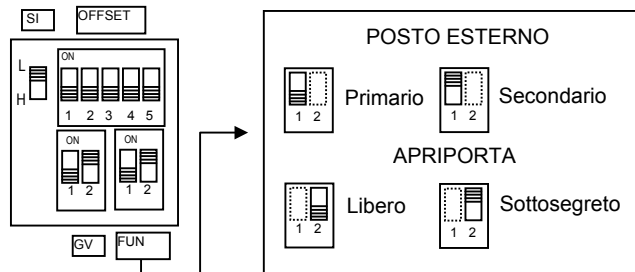 SI
OFFSET
ON
L
H
1 2 3 4 5
ON
ON
1 2
1 2
GV
FUN
POSTO ESTERNO
1 2
Primario
1 2
Secondario
APRIPORTA
1 2
Libero
1 2
Sottosegreto